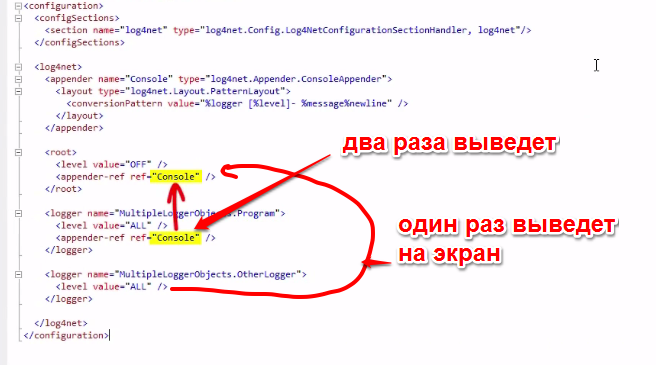 <configuration>
<configSections>
<section name="log4net" type="log4net.Config.Log4NetConfigurationSectionHandler, log4net"/>
</configSections>
<log4net>
<appender name="Console" type="log4net.Appender.ConsoleAppender">
<layout type="log4net.Layout.PatternLayout">
<conversionPattern value="%logger [%level]- %message%newline" />
</layout>
</appender>
<root>
<level value="OFF" />
<appender-ref ref="Console" />
</root>
два раза выведет
<logger name="MultipleLoggerObjects.Program">
<level value="ALL" />
<appender-ref ref="Console" />
</logger>
один раз выведет
на экран
<logger name="MultipleLoggerObjects.OtherLogger">
<level value="ALL" />
</logger>
</log4net>
</configuration>